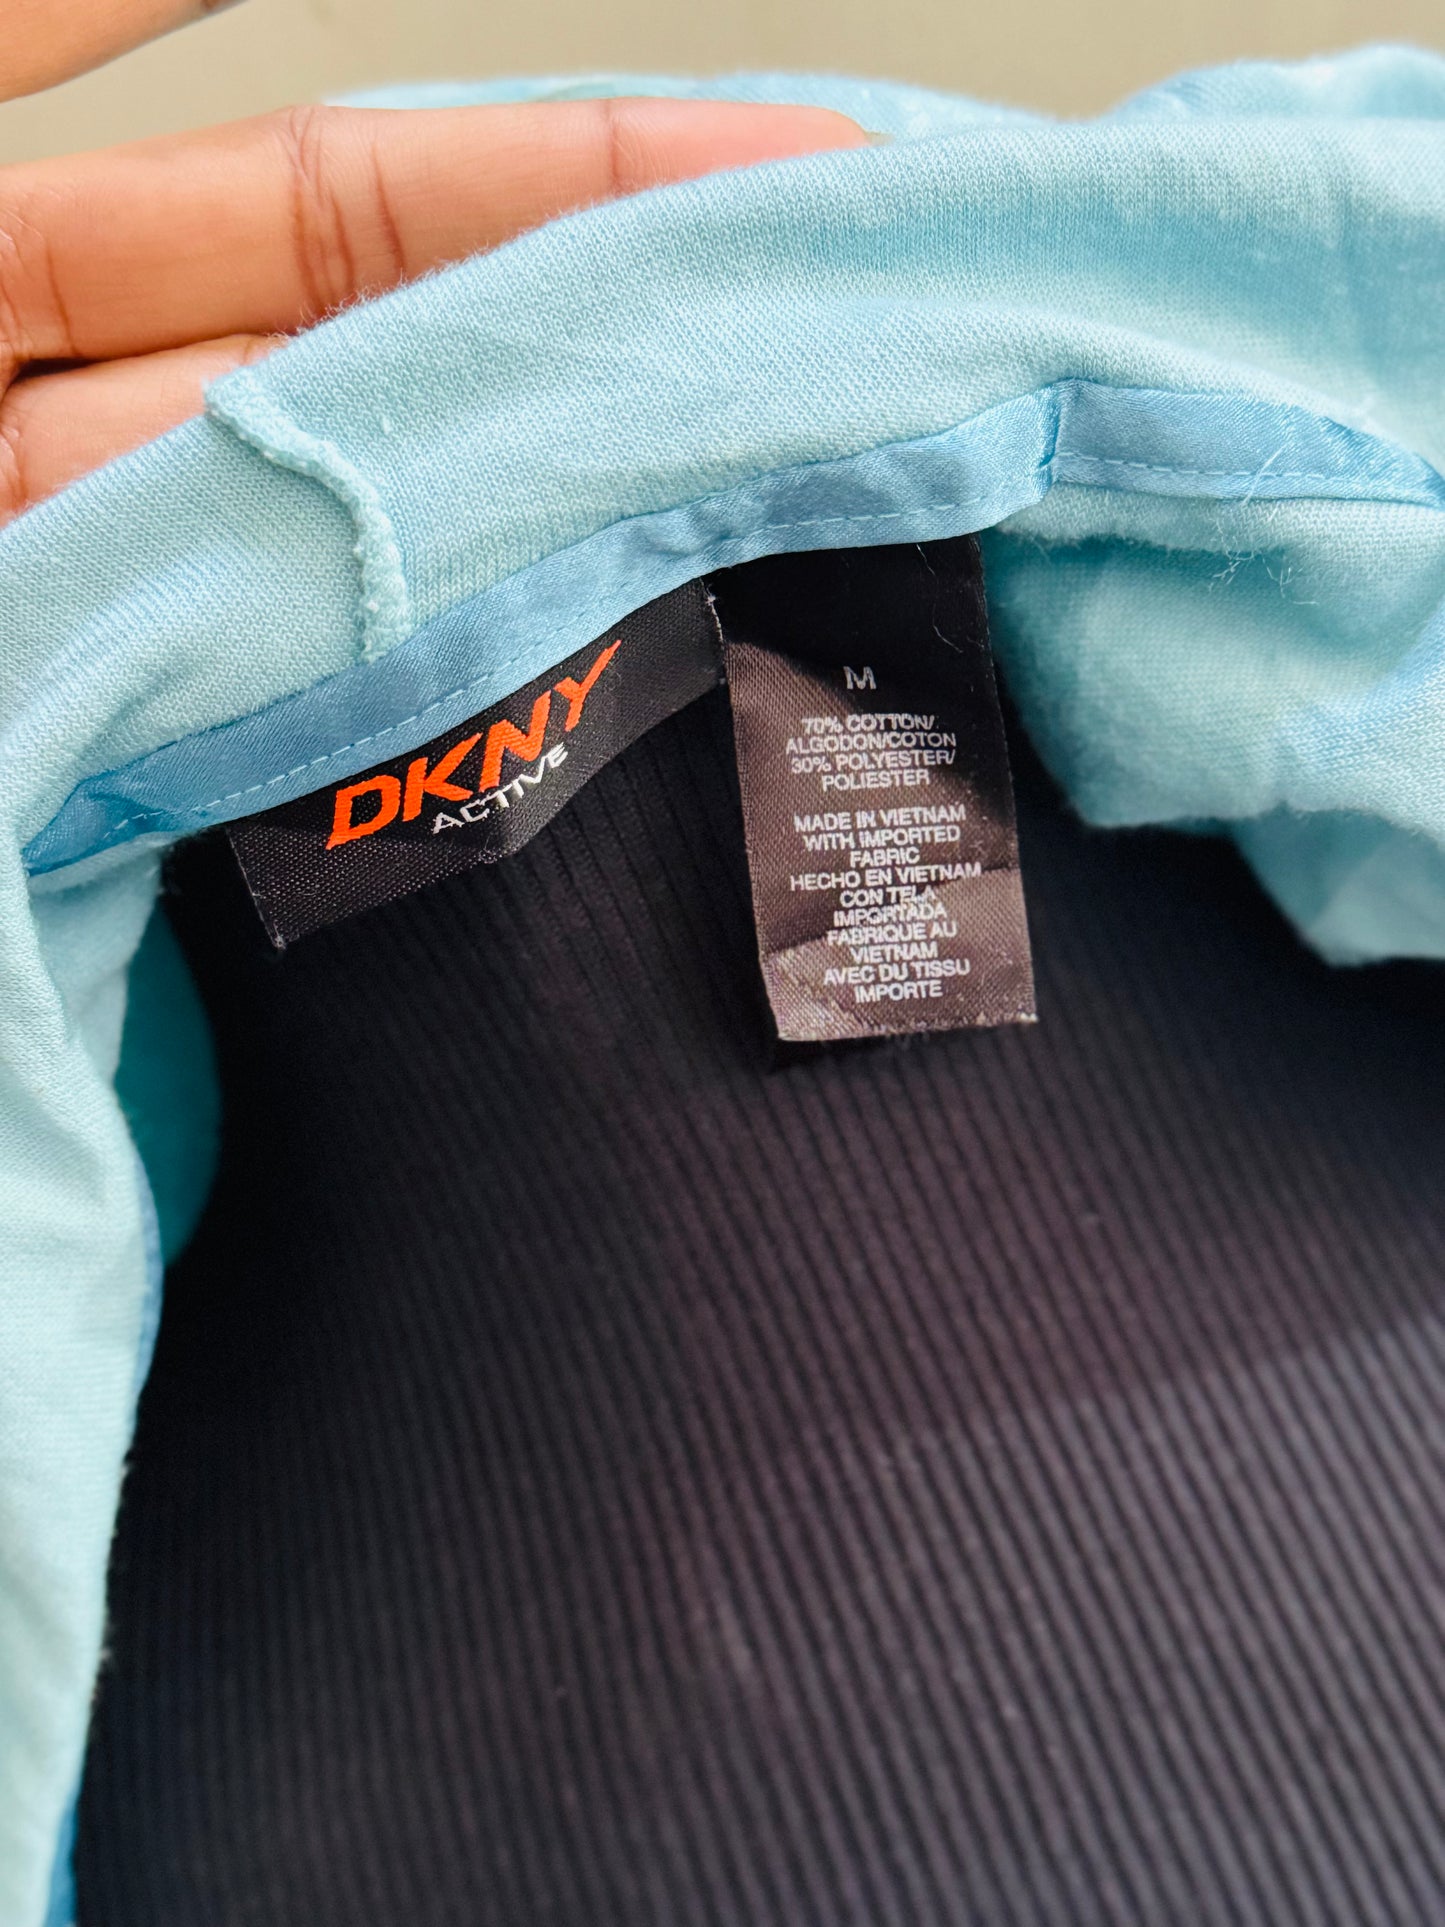 DKNY
ACTIVE
M
70% COTTON/
ALGODON/COTON
30% POLYESTER/
POLIESTER
MADE IN VIETNAM
WITH IMPORTED
FABRIC
HECHO EN VIETNAM
CON TELA
IMPORTADA
FABRIQUE AU
VIETNAM
AVEC DU TISSU
IMPORTE